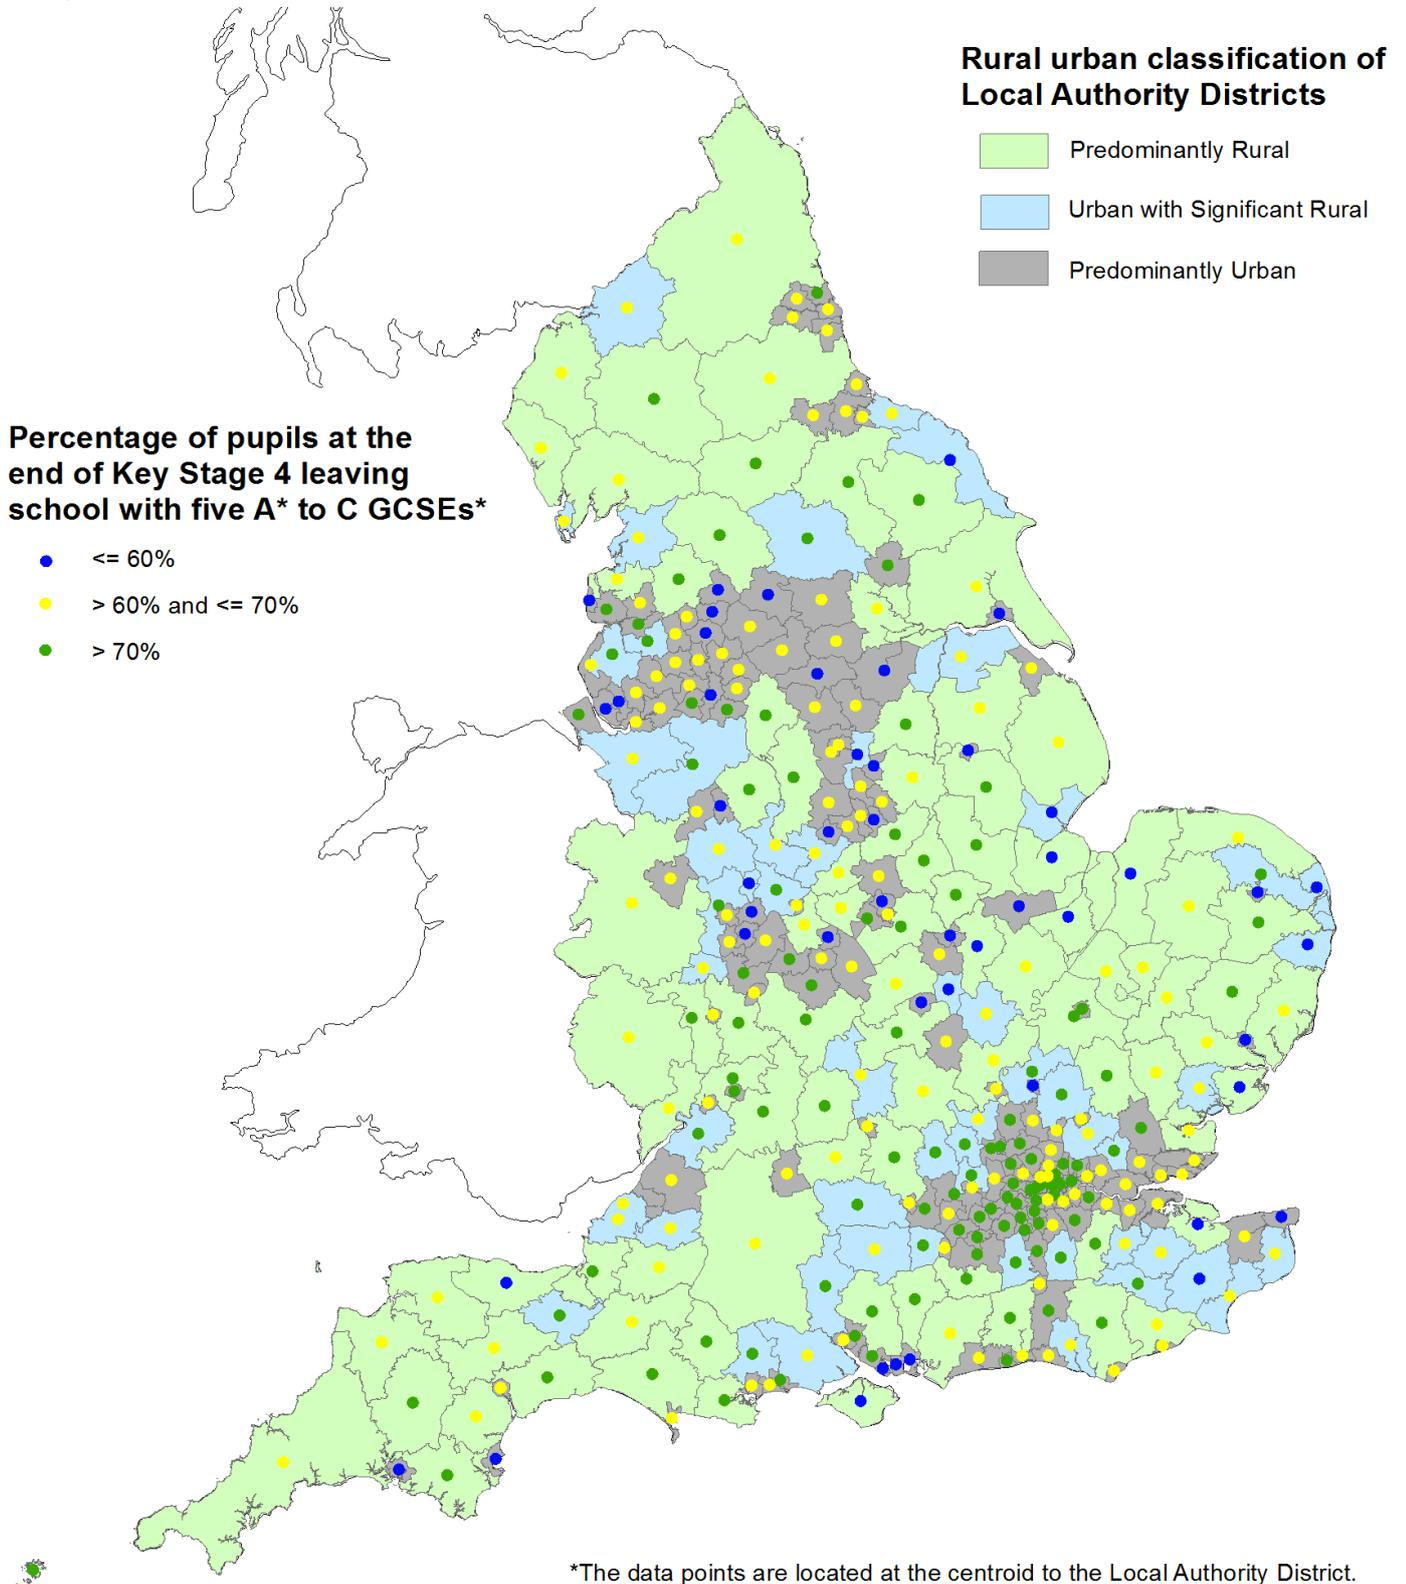 Rural urban classification of
Local Authority Districts
Predominantly Rural
Urban with Significant Rural
Predominantly Urban
Percentage of pupils at the
end of Key Stage 4 leaving
school with five A* to C GCSEs*
<= 60%
> 60% and <= 70%
> 70%
*The data points are located at the centroid to the Local Authority District.